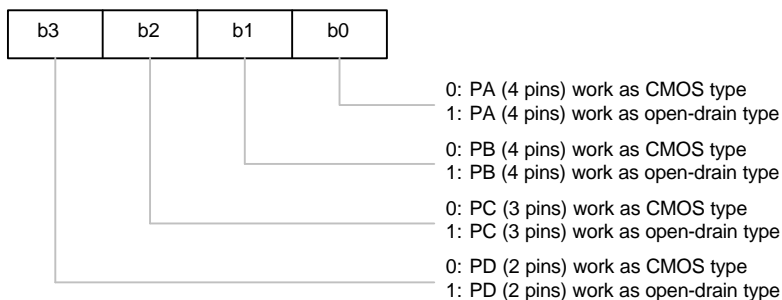 b3 b2 b1 b0
0: PA (4 pins) work as CMOS type
1: PA (4 pins) work as open-drain type
0: PB (4 pins) work as CMOS type
1: PB (4 pins) work as open-drain type
0: PC (3 pins) work as CMOS type
1: PC (3 pins) work as open-drain type
0: PD (2 pins) work as CMOS type
1: PD (2 pins) work as open-drain type